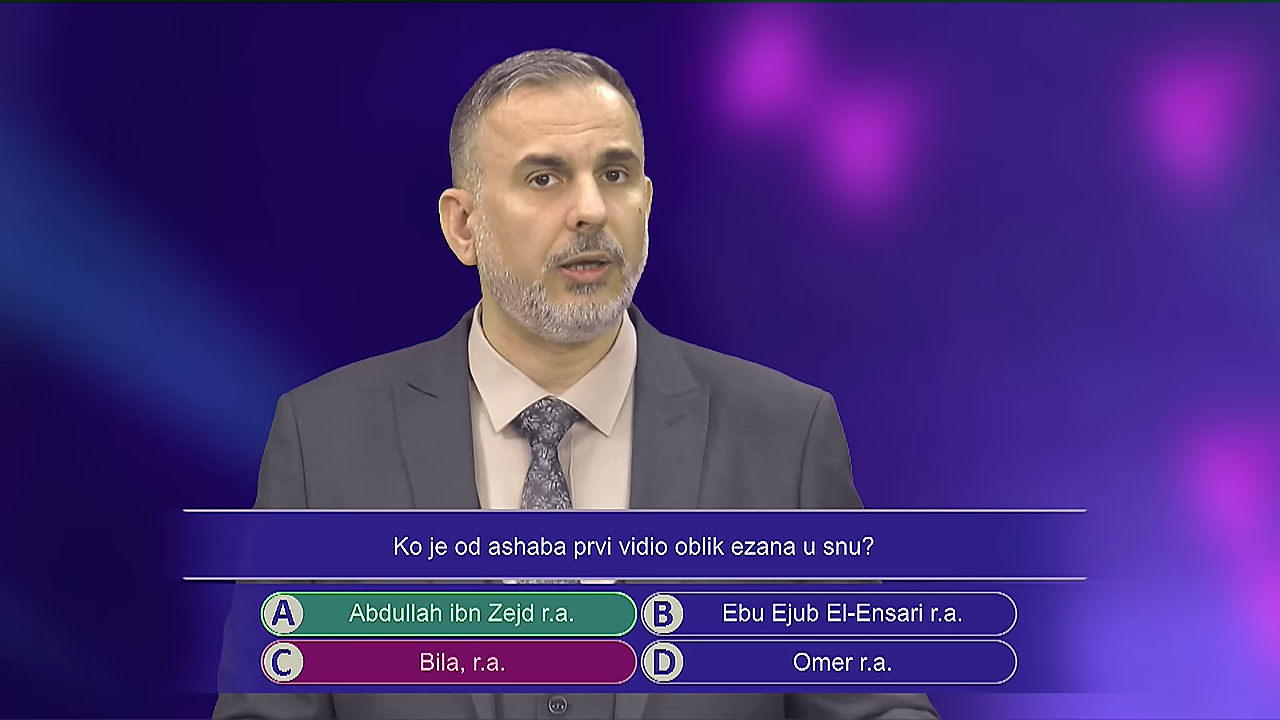 Ko je od ashaba prvi vidio oblik ezana u snu?
A Abdullah ibn Zejd r.a.
B Ebu Ejub El-Ensari r.a.
C Bila, r.a.
D Omer r.a.